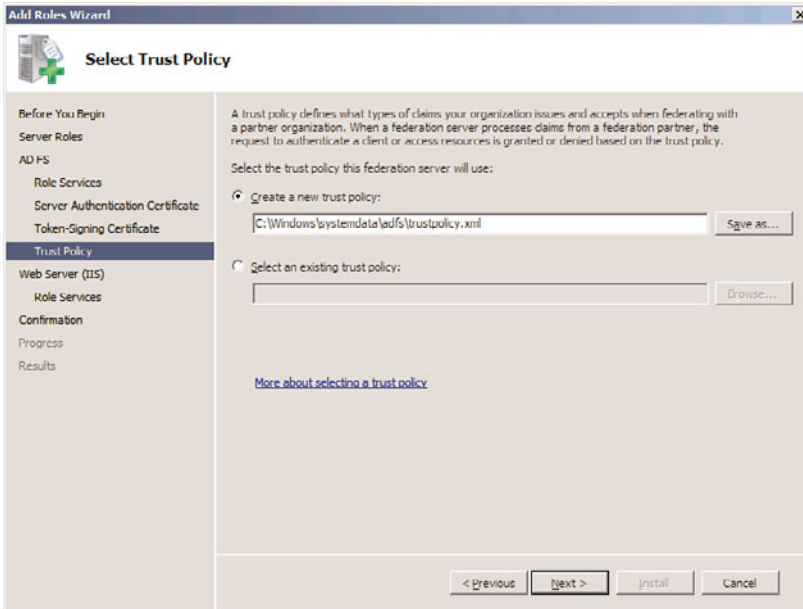 Add Roles Wizard
Select Trust Policy
Before You Begin
Server Roles
AD FS
Role Services
Server Authentication Certificate
Token-Signing Certificate
Trust Policy
Web Server (IIS)
Role Services
Confirmation
Progress
Results
A trust policy defines what types of claims your organization issues and accepts when federating with
a partner organization. When a federation server processes claims from a federation partner, the
request to authenticate a client or access resources is granted or denied based on the trust policy.
Select the trust policy this federation server will use:
Create a new trust policy:
C:\Windows\systemdata\adfs\trustpolicy.xml
Save as...
Select an existing trust policy:
Browse...
More about selecting a trust policy
< Previous
Next >
Install
Cancel